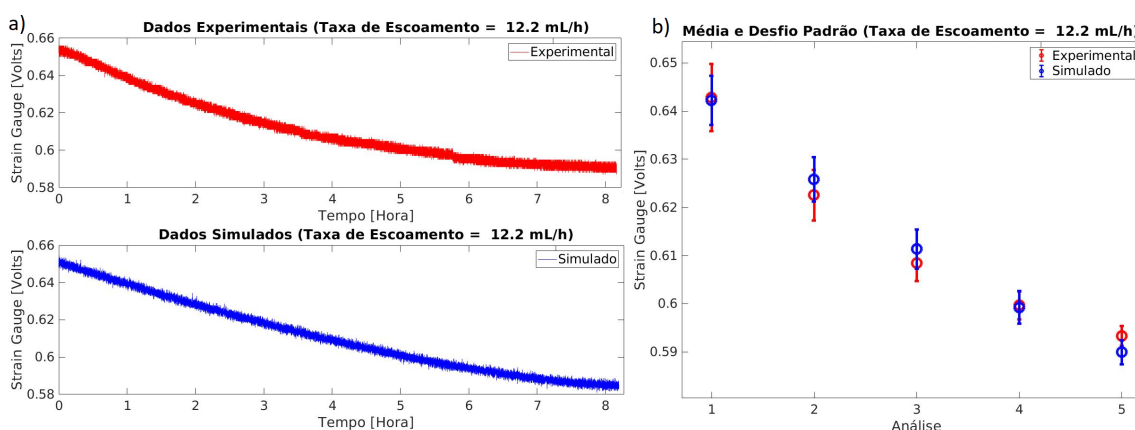 a)
Dados Experimentais (Taxa de Escoamento =  12.2 mL/h)
Strain Gauge [Volts]
0.66
0.64
0.62
0.6
0.58
Experimental
0 1 2 3 4 5 6 7 8
Tempo [Hora]
Dados Simulados (Taxa de Escoamento =  12.2 mL/h)
Strain Gauge [Volts]
0.66
0.64
0.62
0.6
0.58
Simulado
0 1 2 3 4 5 6 7 8
Tempo [Hora]
b)
Média e Desfio Padrão (Taxa de Escoamento =  12.2 mL/h)
Strain Gauge [Volts]
0.65
0.64
0.63
0.62
0.61
0.6
0.59
Experimental
Simulado
1 2 3 4 5
Análise